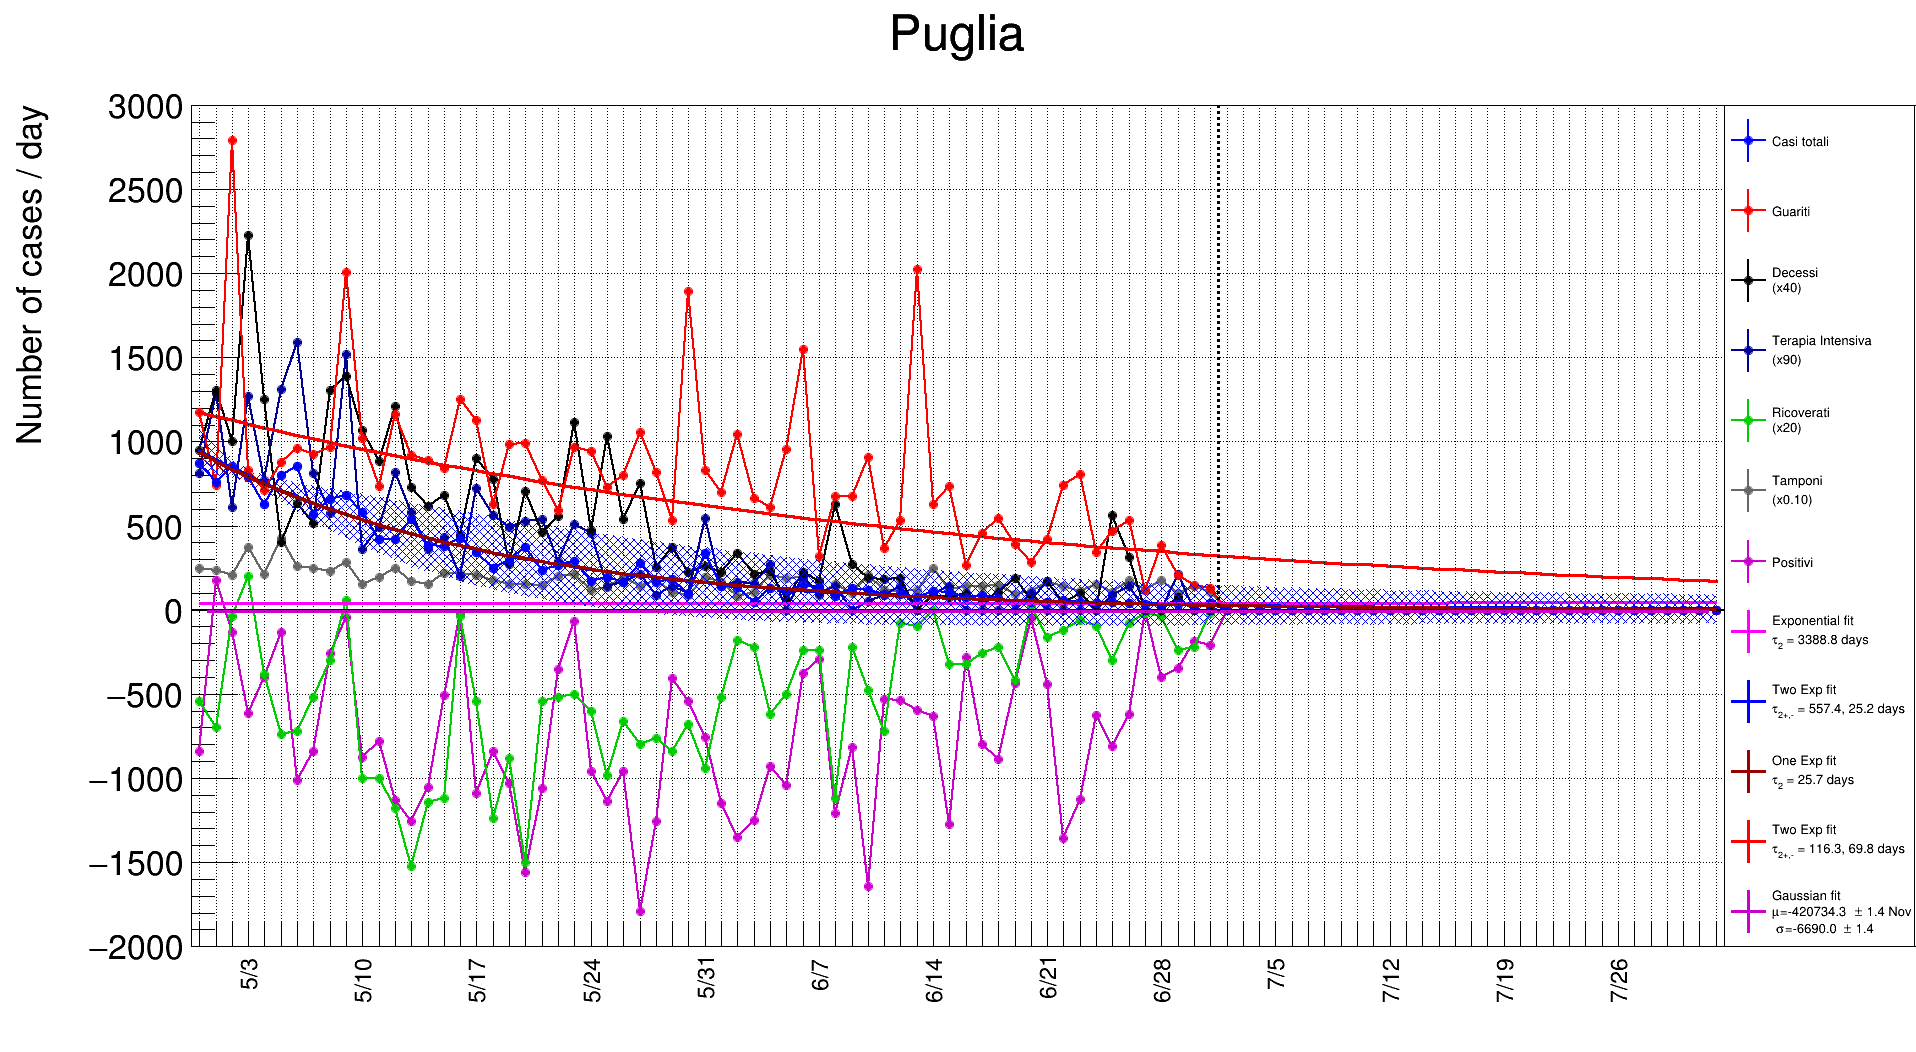 Puglia
Number of cases / day
3000
2500
2000
1500
1000
500
0
−500
−1000
−1500
−2000
5/3
5/10
5/17
5/24
5/31
6/7
6/14
6/21
6/28
7/5
7/12
7/19
7/26
Casi totali
Guariti
Decessi
(x40)
Terapia Intensiva
(x90)
Ricoverati
(x20)
Tamponi
(x0.10)
Positivi
Exponential fit
τ2 = 3388.8 days
Two Exp fit
τ2+,- = 557.4, 25.2 days
One Exp fit
τ2 = 25.7 days
Two Exp fit
τ2+,- = 116.3, 69.8 days
Gaussian fit
μ=-420734.3 ± 1.4 Nov
σ=-6690.0 ± 1.4